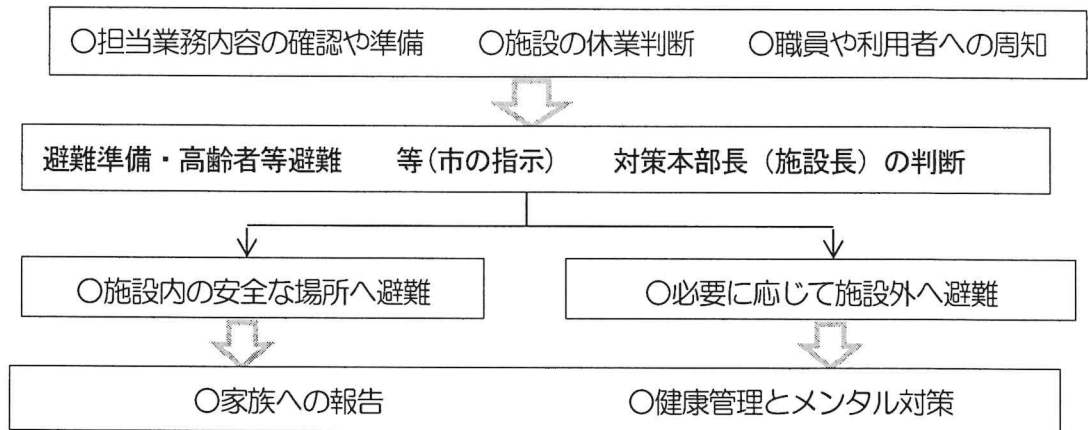 ○担当業務内容の確認や準備 ○施設の休業判断 ○職員や利用者への周知
避難準備・高齢者等避難 等(市の指示) 対策本部長（施設長）の判断
○施設内の安全な場所へ避難 ○必要に応じて施設外へ避難
○家族への報告 ○健康管理とメンタル対策